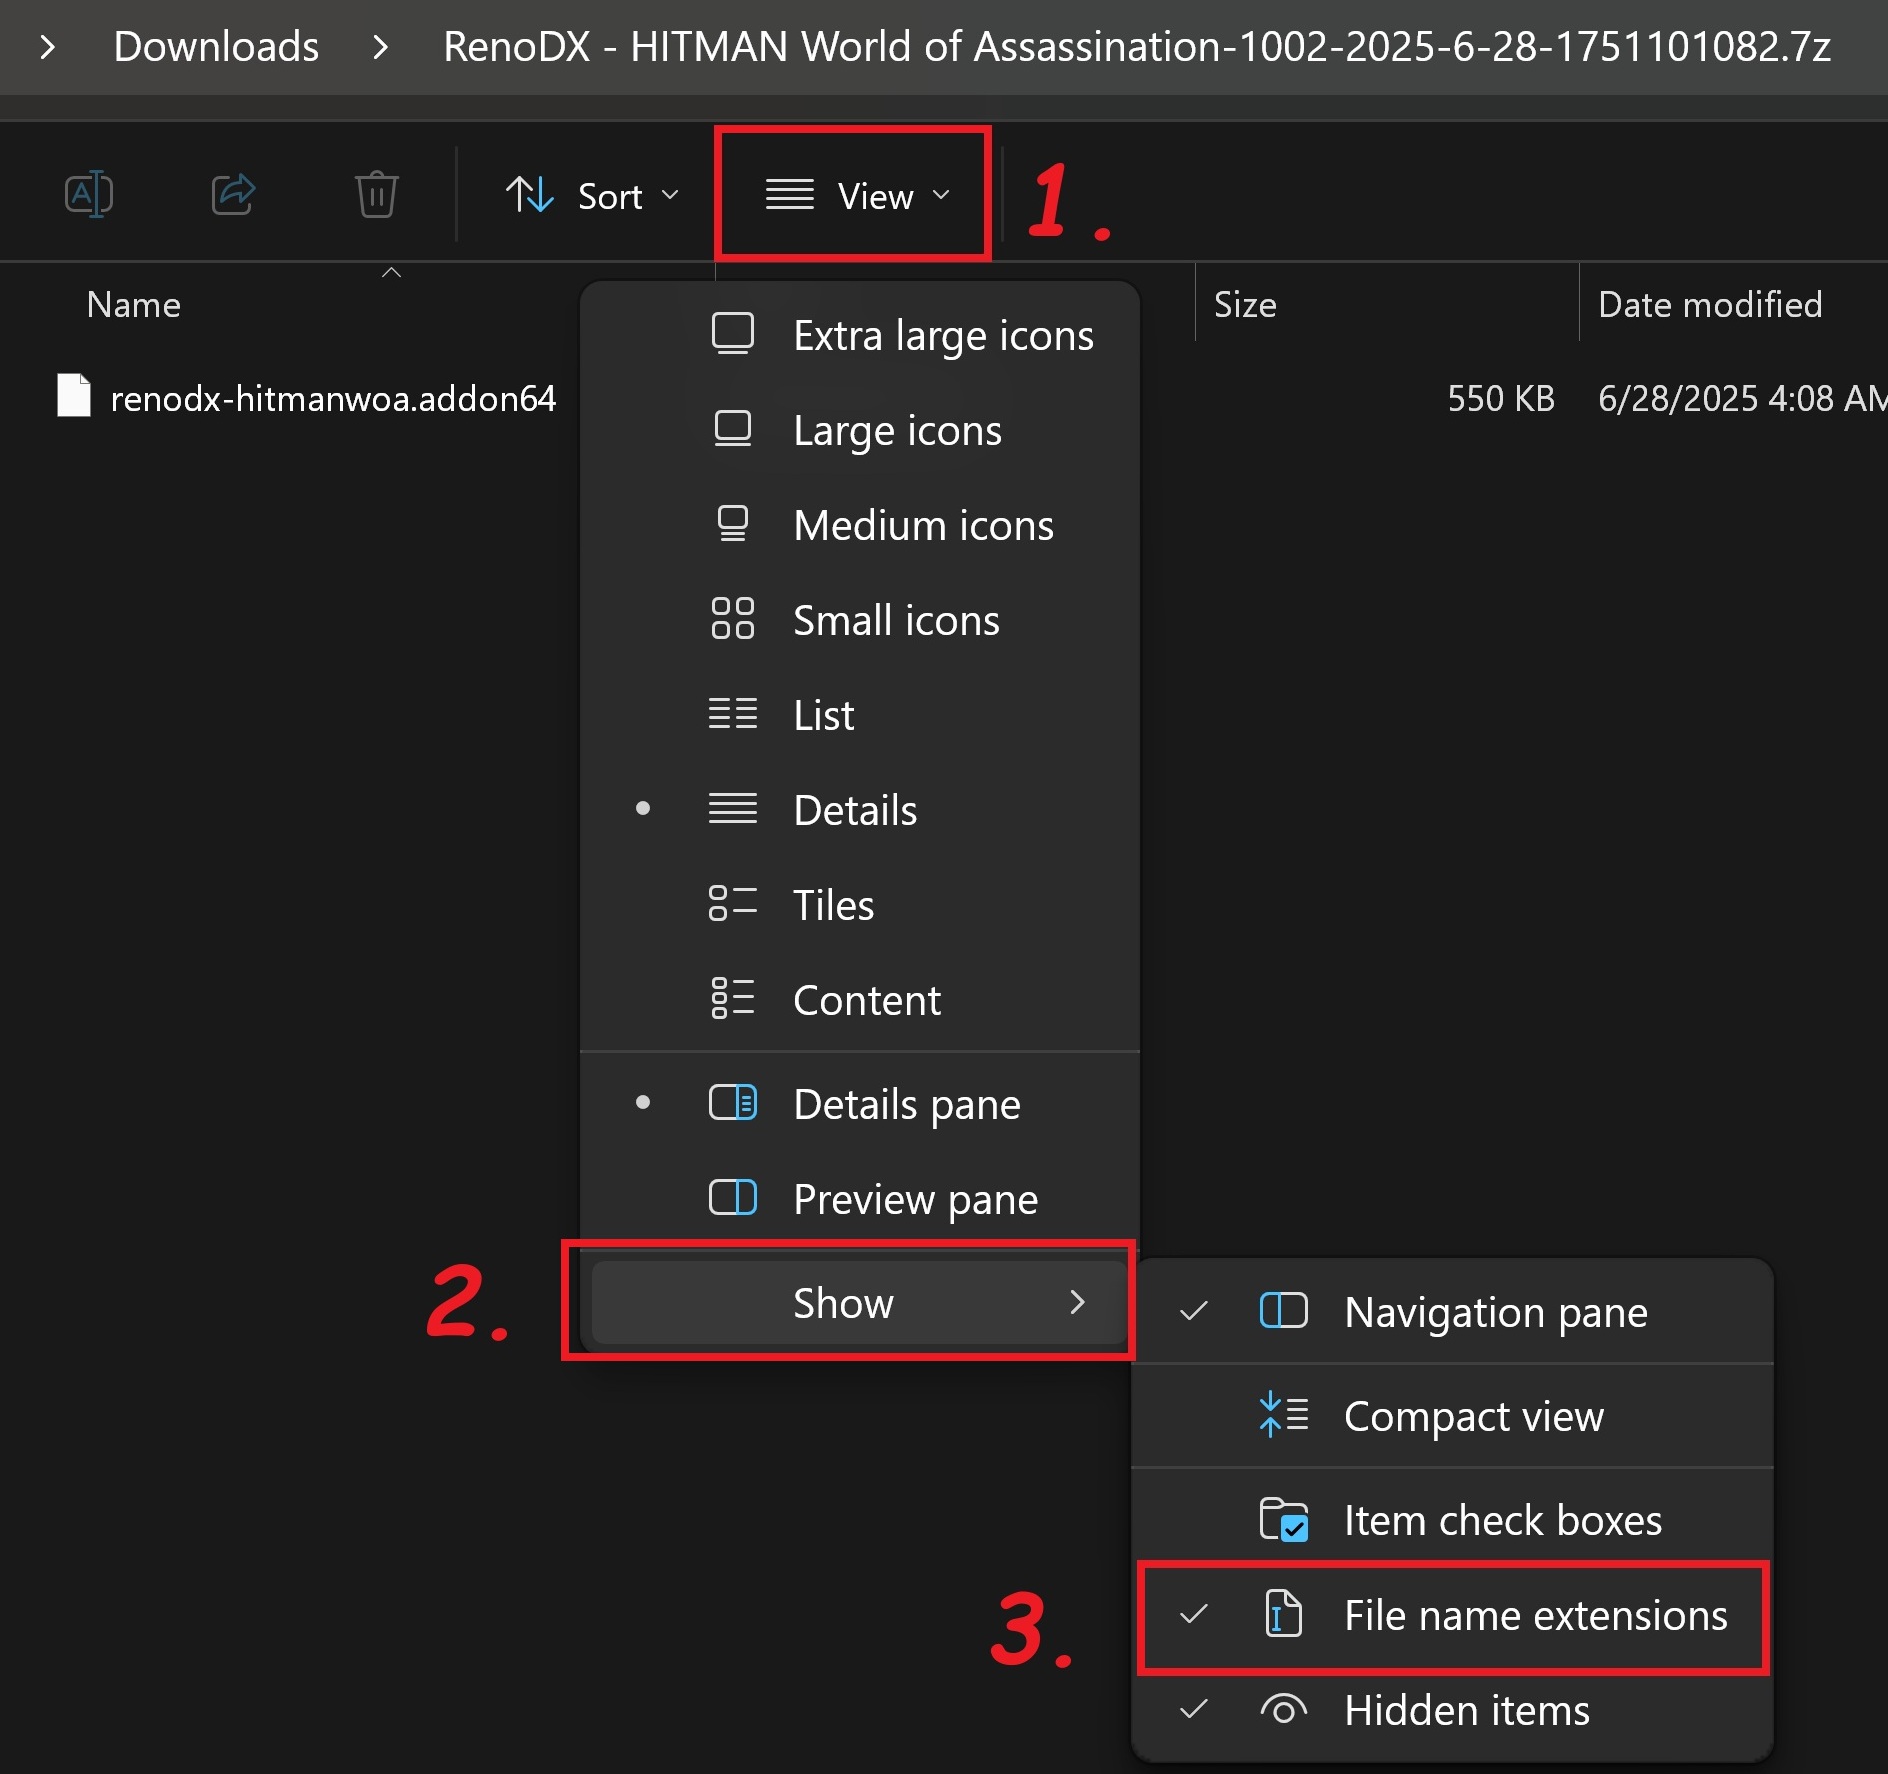 Downloads > RenoDX - HITMAN World of Assassination-1002-2025-6-28-1751101082.7z
Sort View 1.
Name Size Date modified
renodx-hitmanwoa.addon64 550 KB 6/28/2025 4:08 AM
Extra large icons
Large icons
Medium icons
Small icons
List
Details
Tiles
Content
Details pane
Preview pane
2. Show
Navigation pane
Compact view
Item check boxes
3. File name extensions
Hidden items